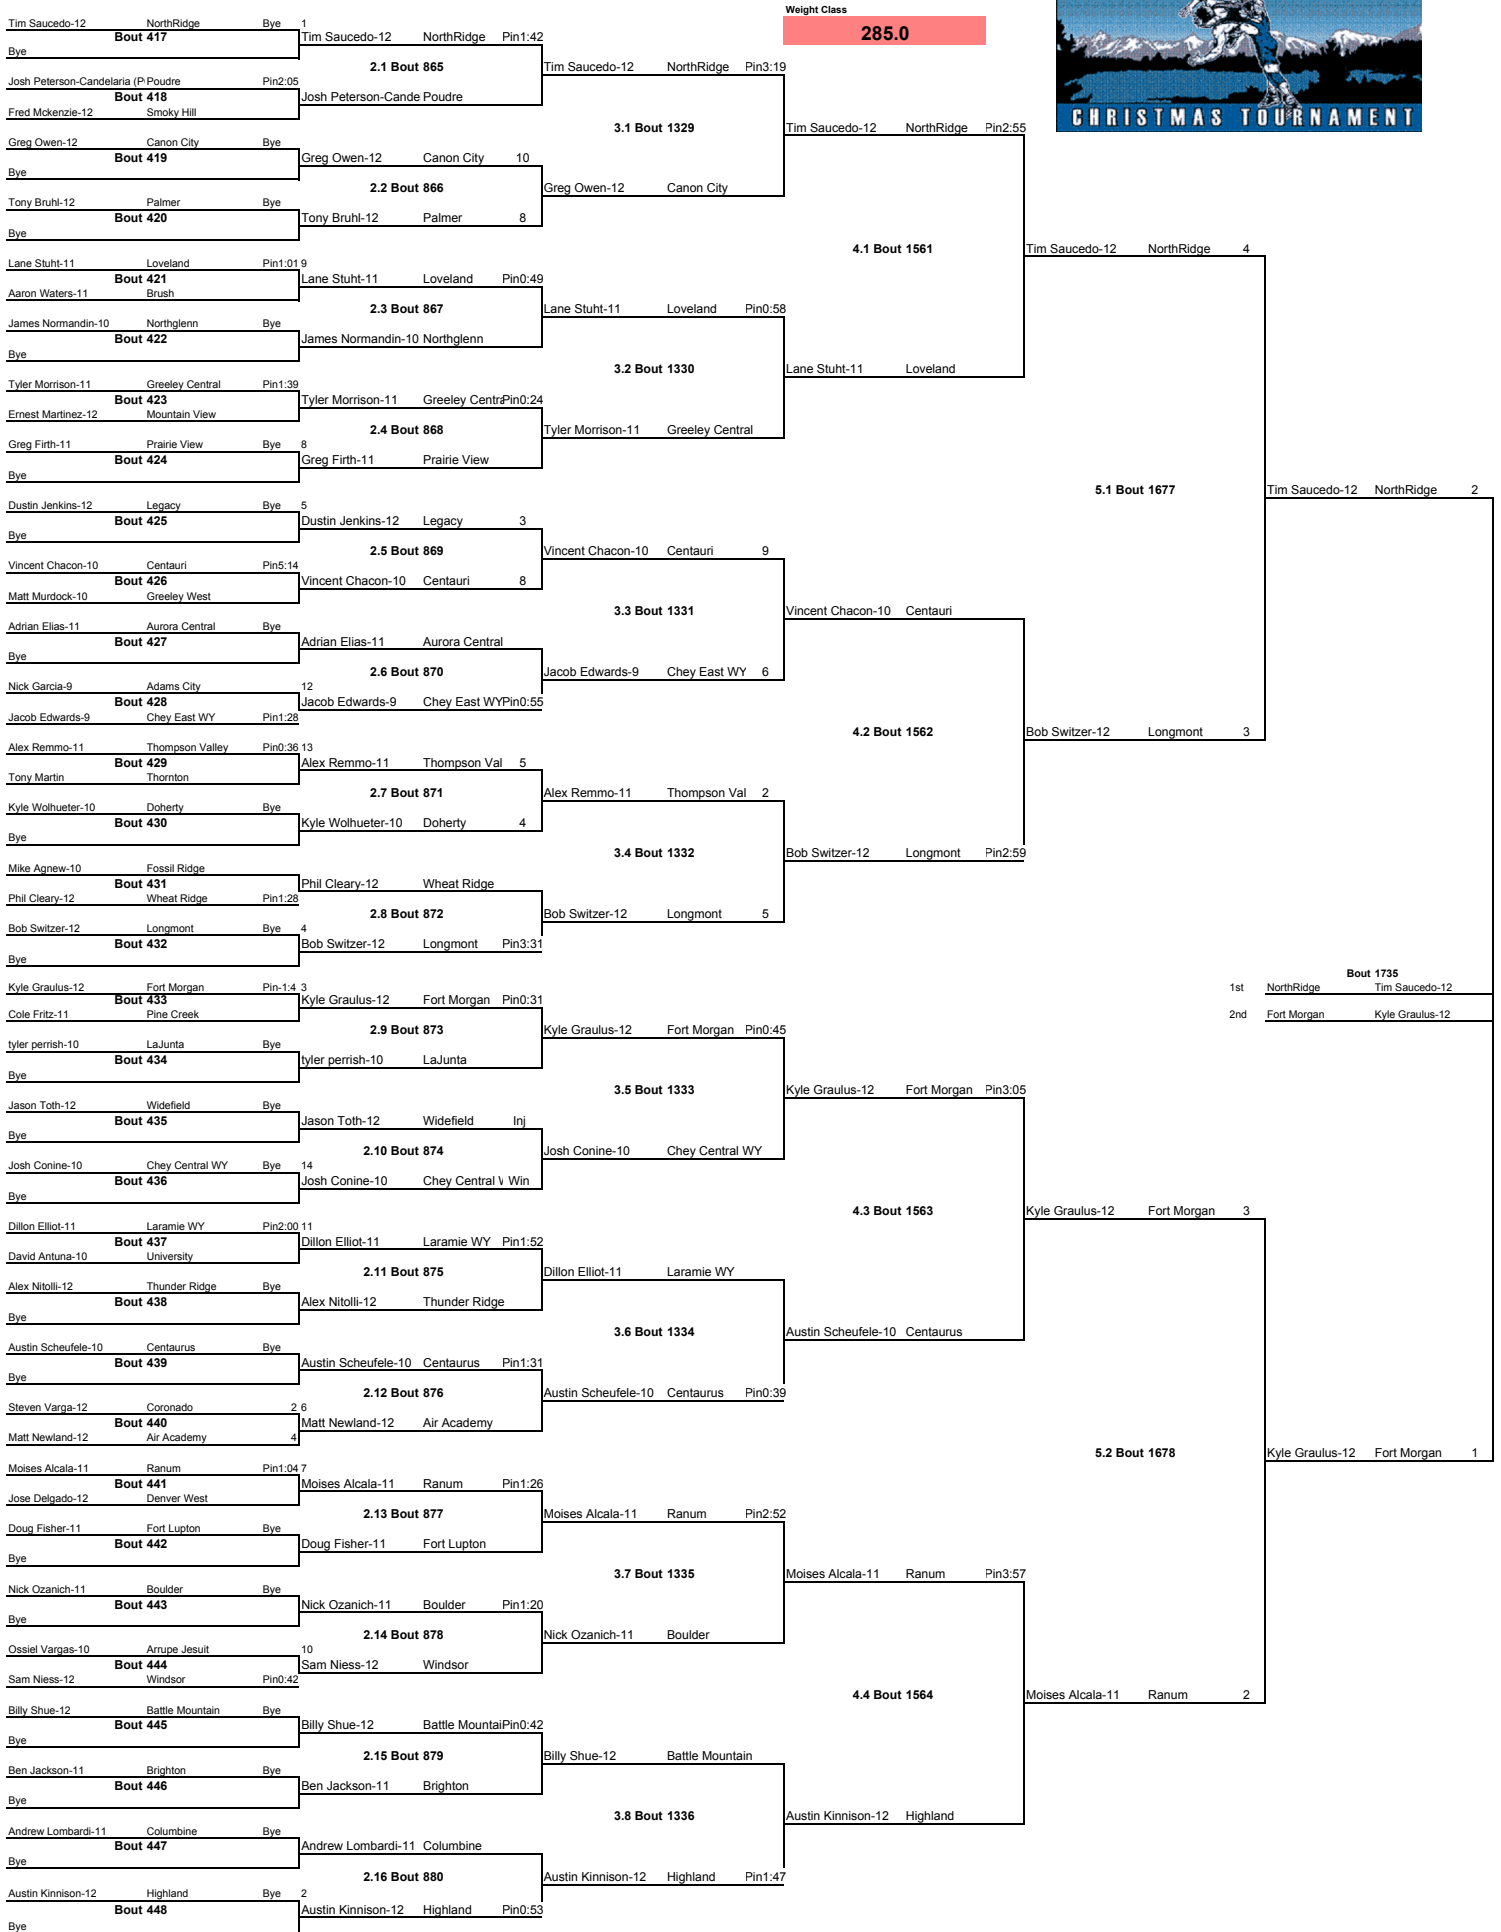 Weight Class
285.0
CHRISTMAS TOURNAMENT
Tim Saucedo-12 NorthRidge Bye 1
Bout 417
Bye
Josh Peterson-Candelaria (P Poudre Pin2:05
Bout 418
Fred Mckenzie-12 Smoky Hill
Greg Owen-12 Canon City Bye
Bout 419
Bye
Tony Bruhl-12 Palmer Bye
Bout 420
Bye
Lane Stuht-11 Loveland Pin1:01 9
Bout 421
Aaron Waters-11 Brush
James Normandin-10 Northglenn Bye
Bout 422
Bye
Tyler Morrison-11 Greeley Central Pin1:39
Bout 423
Ernest Martinez-12 Mountain View
Greg Firth-11 Prairie View Bye 8
Bout 424
Bye
Dustin Jenkins-12 Legacy Bye 5
Bout 425
Bye
Vincent Chacon-10 Centauri Pin5:14
Bout 426
Matt Murdock-10 Greeley West
Adrian Elias-11 Aurora Central Bye
Bout 427
Bye
Nick Garcia-9 Adams City 12
Bout 428
Jacob Edwards-9 Chey East WY Pin1:28
Alex Remmo-11 Thompson Valley Pin0:36 13
Bout 429
Tony Martin Thornton
Kyle Wolhueter-10 Doherty Bye
Bout 430
Bye
Mike Agnew-10 Fossil Ridge
Bout 431
Phil Cleary-12 Wheat Ridge Pin1:28
Bob Switzer-12 Longmont Bye 4
Bout 432
Bye
Kyle Graulus-12 Fort Morgan Pin-1:4 3
Bout 433
Cole Fritz-11 Pine Creek
tyler perrish-10 LaJunta Bye
Bout 434
Bye
Jason Toth-12 Widefield Bye
Bout 435
Bye
Josh Conine-10 Chey Central WY Bye 14
Bout 436
Bye
Dillon Elliot-11 Laramie WY Pin2:00 11
Bout 437
David Antuna-10 University
Alex Nitolli-12 Thunder Ridge Bye
Bout 438
Bye
Austin Scheufele-10 Centaurus Bye
Bout 439
Bye
Steven Varga-12 Coronado 2 6
Bout 440
Matt Newland-12 Air Academy 4
Moises Alcala-11 Ranum Pin1:04 7
Bout 441
Jose Delgado-12 Denver West
Doug Fisher-11 Fort Lupton Bye
Bout 442
Bye
Nick Ozanich-11 Boulder Bye
Bout 443
Bye
Ossiel Vargas-10 Arrupe Jesuit 10
Bout 444
Sam Niess-12 Windsor Pin0:42
Billy Shue-12 Battle Mountain Bye
Bout 445
Bye
Ben Jackson-11 Brighton Bye
Bout 446
Bye
Andrew Lombardi-11 Columbine Bye
Bout 447
Bye
Austin Kinnison-12 Highland Bye 2
Bout 448
Bye
Tim Saucedo-12 NorthRidge Pin1:42
2.1 Bout 865
Josh Peterson-Cande Poudre
Greg Owen-12 Canon City 10
2.2 Bout 866
Tony Bruhl-12 Palmer 8
Lane Stuht-11 Loveland Pin0:49
2.3 Bout 867
James Normandin-10 Northglenn
Tyler Morrison-11 Greeley Centra Pin0:24
2.4 Bout 868
Greg Firth-11 Prairie View
Dustin Jenkins-12 Legacy 3
2.5 Bout 869
Vincent Chacon-10 Centauri 8
Adrian Elias-11 Aurora Central
2.6 Bout 870
Jacob Edwards-9 Chey East WY Pin0:55
Alex Remmo-11 Thompson Val 5
2.7 Bout 871
Kyle Wolhueter-10 Doherty 4
Phil Cleary-12 Wheat Ridge
2.8 Bout 872
Bob Switzer-12 Longmont Pin3:31
Kyle Graulus-12 Fort Morgan Pin0:31
2.9 Bout 873
tyler perrish-10 LaJunta
Jason Toth-12 Widefield Inj
2.10 Bout 874
Josh Conine-10 Chey Central \ Win
Dillon Elliot-11 Laramie WY Pin1:52
2.11 Bout 875
Alex Nitolli-12 Thunder Ridge
Austin Scheufele-10 Centaurus Pin1:31
2.12 Bout 876
Matt Newland-12 Air Academy
Moises Alcala-11 Ranum Pin1:26
2.13 Bout 877
Doug Fisher-11 Fort Lupton
Nick Ozanich-11 Boulder Pin1:20
2.14 Bout 878
Sam Niess-12 Windsor
Billy Shue-12 Battle Mountai Pin0:42
2.15 Bout 879
Ben Jackson-11 Brighton
Andrew Lombardi-11 Columbine
2.16 Bout 880
Austin Kinnison-12 Highland Pin0:53
Tim Saucedo-12 NorthRidge Pin3:19
3.1 Bout 1329
Greg Owen-12 Canon City
Lane Stuht-11 Loveland Pin0:58
3.2 Bout 1330
Tyler Morrison-11 Greeley Central
Vincent Chacon-10 Centauri 9
3.3 Bout 1331
Jacob Edwards-9 Chey East WY 6
Alex Remmo-11 Thompson Val 2
3.4 Bout 1332
Bob Switzer-12 Longmont 5
Kyle Graulus-12 Fort Morgan Pin0:45
3.5 Bout 1333
Josh Conine-10 Chey Central WY
Dillon Elliot-11 Laramie WY
3.6 Bout 1334
Austin Scheufele-10 Centaurus Pin0:39
Moises Alcala-11 Ranum Pin2:52
3.7 Bout 1335
Nick Ozanich-11 Boulder
Billy Shue-12 Battle Mountain
3.8 Bout 1336
Austin Kinnison-12 Highland Pin1:47
Tim Saucedo-12 NorthRidge Pin2:55
4.1 Bout 1561
Lane Stuht-11 Loveland
Vincent Chacon-10 Centauri
4.2 Bout 1562
Bob Switzer-12 Longmont Pin2:59
Kyle Graulus-12 Fort Morgan Pin3:05
4.3 Bout 1563
Austin Scheufele-10 Centaurus
Moises Alcala-11 Ranum Pin3:57
4.4 Bout 1564
Austin Kinnison-12 Highland
Tim Saucedo-12 NorthRidge 4
5.1 Bout 1677
Bob Switzer-12 Longmont 3
Kyle Graulus-12 Fort Morgan 3
5.2 Bout 1678
Moises Alcala-11 Ranum 2
Tim Saucedo-12 NorthRidge 2
Bout 1735
1st NorthRidge Tim Saucedo-12
2nd Fort Morgan Kyle Graulus-12
Kyle Graulus-12 Fort Morgan 1